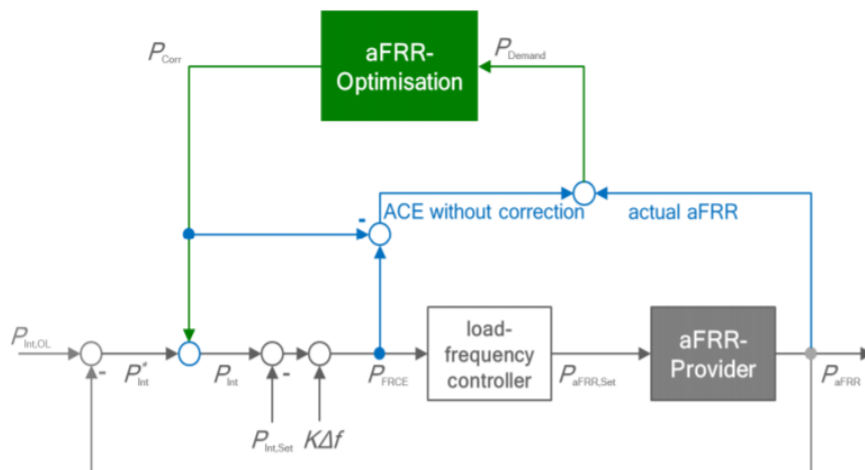 P_Corr
aFRR-
Optimisation
P_Demand
-
ACE without correction
actual aFRR
P_Int,OL
-
P*_Int
P_Int
-
P_FRCE
load-
frequency
controller
P_aFRR,Set
aFRR-
Provider
P_aFRR
P_Int,Set
KΔf